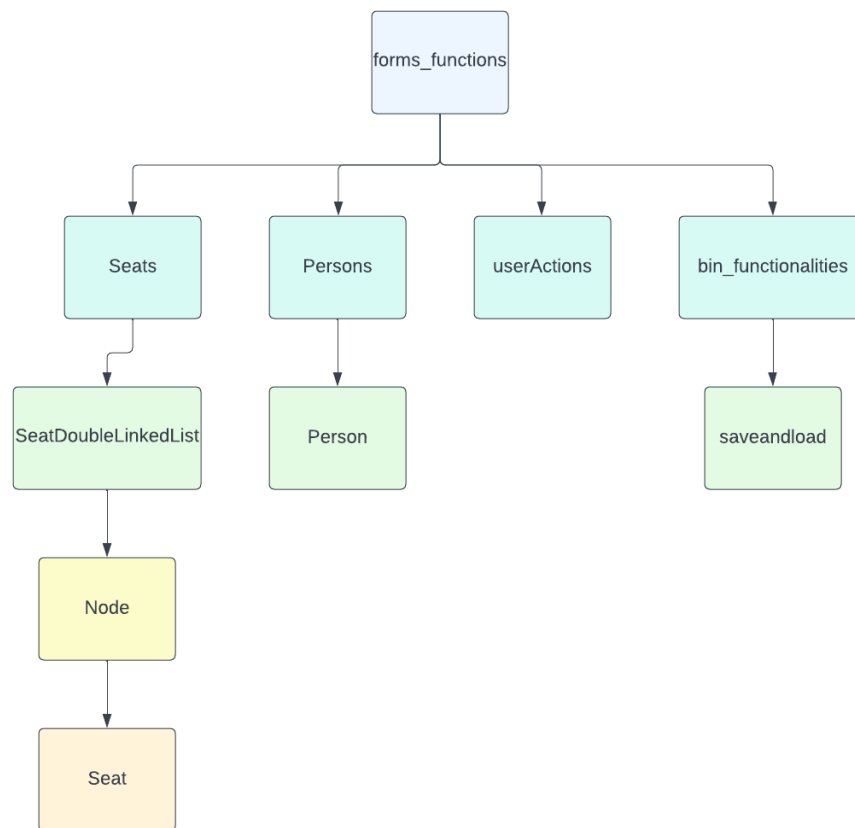 forms_functions
Seats
Persons
userActions
bin_functionalities
SeatDoubleLinkedList
Person
saveandload
Node
Seat